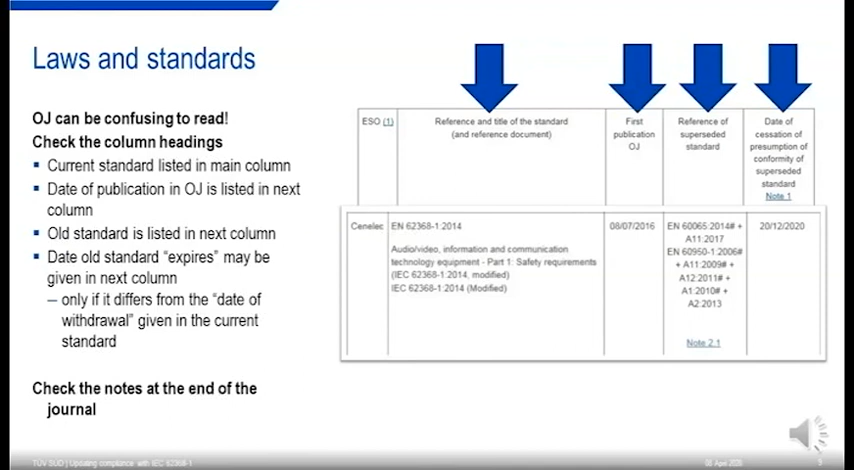 Laws and standards
OJ can be confusing to read!
Check the column headings
▪ Current standard listed in main column
▪ Date of publication in OJ is listed in next
column
▪ Old standard is listed in next column
▪ Date old standard “expires” may be
given in next column
– only if it differs from the “date of
withdrawal” given in the current
standard
Check the notes at the end of the
journal
ESO (1)
Reference and title of the standard
(and reference document)
First
publication
OJ
Reference of
superseded
standard
Date of
cessation of
presumption of
conformity of
superseded
standard
Note 1
Cenelec
EN 62368-1:2014
Audio/video, information and communication
technology equipment - Part 1: Safety requirements
(IEC 62368-1:2014, modified)
IEC 62368-1:2014 (Modified)
08/07/2016
EN 60065:2014# +
A11:2017
EN 60950-1:2006#
+ A11:2009# +
A12:2011# +
A1:2010# +
A2:2013
Note 2.1
20/12/2020
TÜV SÜD | Updating compliance with IEC 62368-1